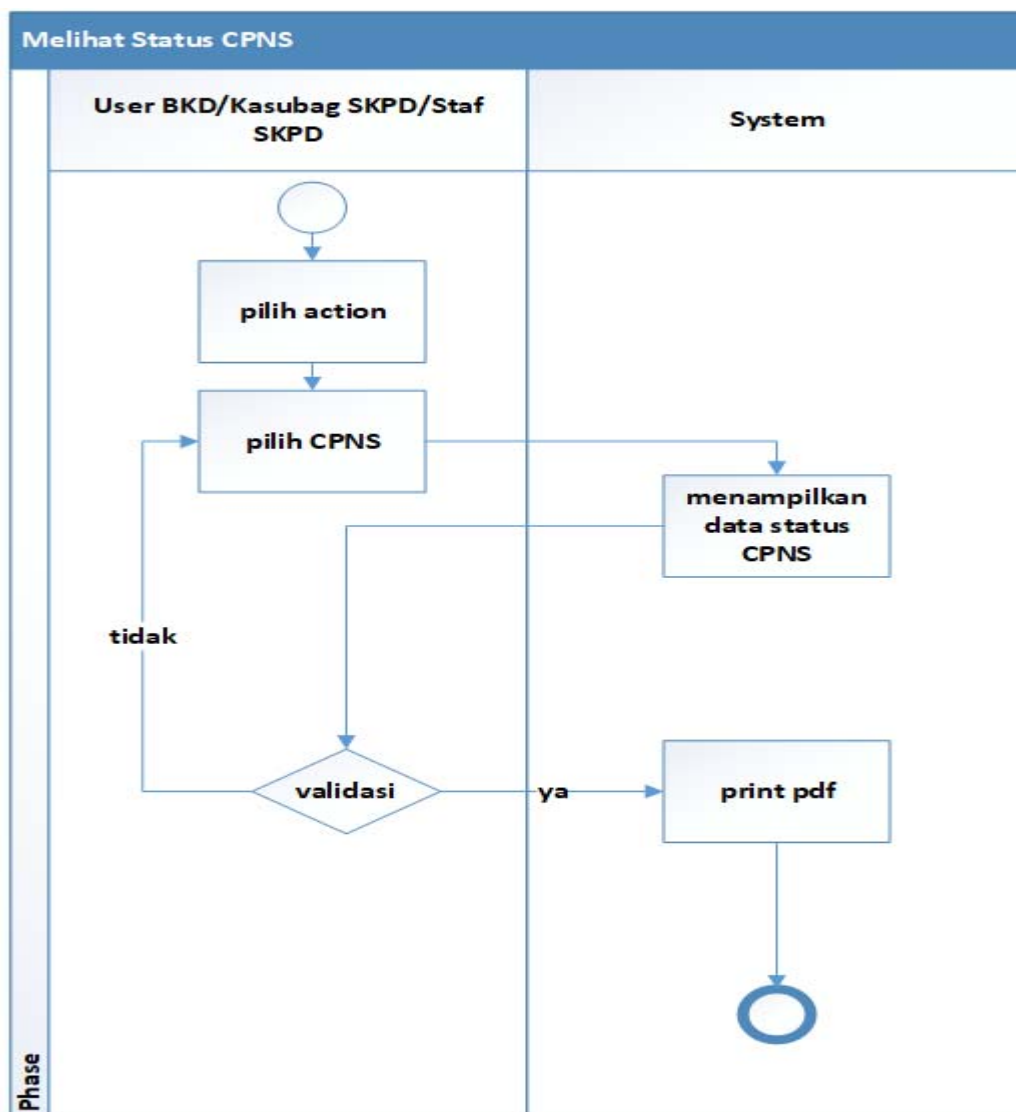 Melihat Status CPNS
User BKD/Kasubag SKPD/Staf
SKPD
System
pilih action
pilih CPNS
menampilkan
data status
CPNS
tidak
validasi
ya
print pdf
Phase